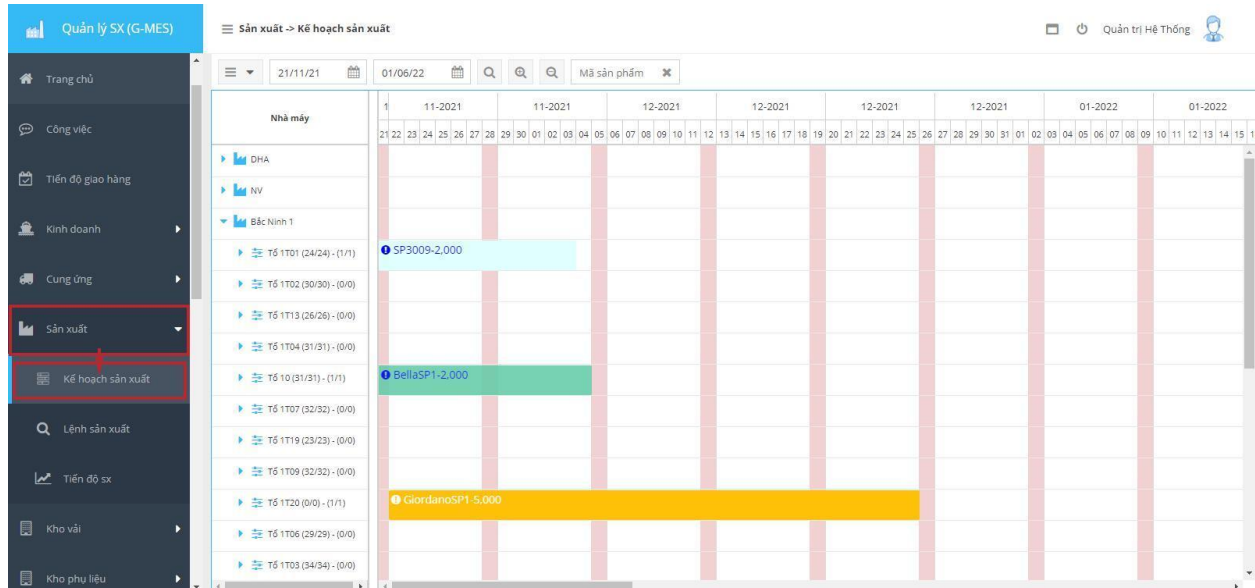 Quản lý SX (G-MES)
Sản xuất -> Kế hoạch sản xuất
Quản trị Hệ Thống
Trang chủ
Công việc
Tiến độ giao hàng
Kinh doanh
Cung ứng
Sản xuất
Kế hoạch sản xuất
Lệnh sản xuất
Tiến độ sx
Kho vải
Kho phụ liệu
21/11/21 01/06/22 Mã sản phẩm
Nhà máy
1 11-2021 11-2021 12-2021 12-2021 12-2021 12-2021 01-2022 01-2022
21 22 23 24 25 26 27 28 29 30 01 02 03 04 05 06 07 08 09 10 11 12 13 14 15 16 17 18 19 20 21 22 23 24 25 26 27 28 29 30 31 01 02 03 04 05 06 07 08 09 10 11 12 13 14 15 1
DHA
NV
Bắc Ninh 1
Tổ 1T01 (24/24) - (1/1) SP3009-2,000
Tổ 1T02 (30/30) - (0/0)
Tổ 1T13 (26/26) - (0/0)
Tổ 1T04 (31/31) - (0/0)
Tổ 10 (31/31) - (1/1) BellaSP1-2,000
Tổ 1T07 (32/32) - (0/0)
Tổ 1T19 (23/23) - (0/0)
Tổ 1T09 (32/32) - (0/0)
Tổ 1T20 (0/0) - (1/1) GiordanoSP1-5,000
Tổ 1T06 (29/29) - (0/0)
Tổ 1T03 (34/34) - (0/0)